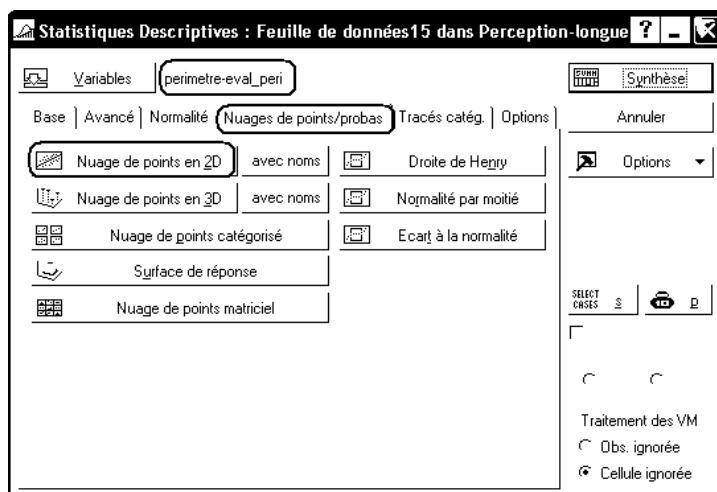 Statistiques Descriptives : Feuille de données15 dans Perception-longue ? _ X
Variables perimetre-eval_peri Synthèse
Base Avancé Normalité Nuages de points/probas Tracés catég. Options Annuler
Nuage de points en 2D avec noms Droite de Henry Options
Nuage de points en 3D avec noms Normalité par moitié
Nuage de points catégorisé Ecart à la normalité
Surface de réponse
SELECT CASES S D
Nuage de points matriciel
Traitement des VM
Obs. ignorée
Cellule ignorée